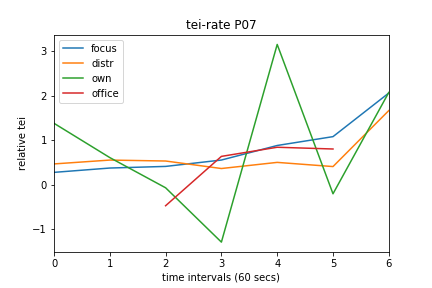 tei-rate P07
focus
distr
own
office
relative tei
3
2
1
0
−1
0 1 2 3 4 5 6
time intervals (60 secs)